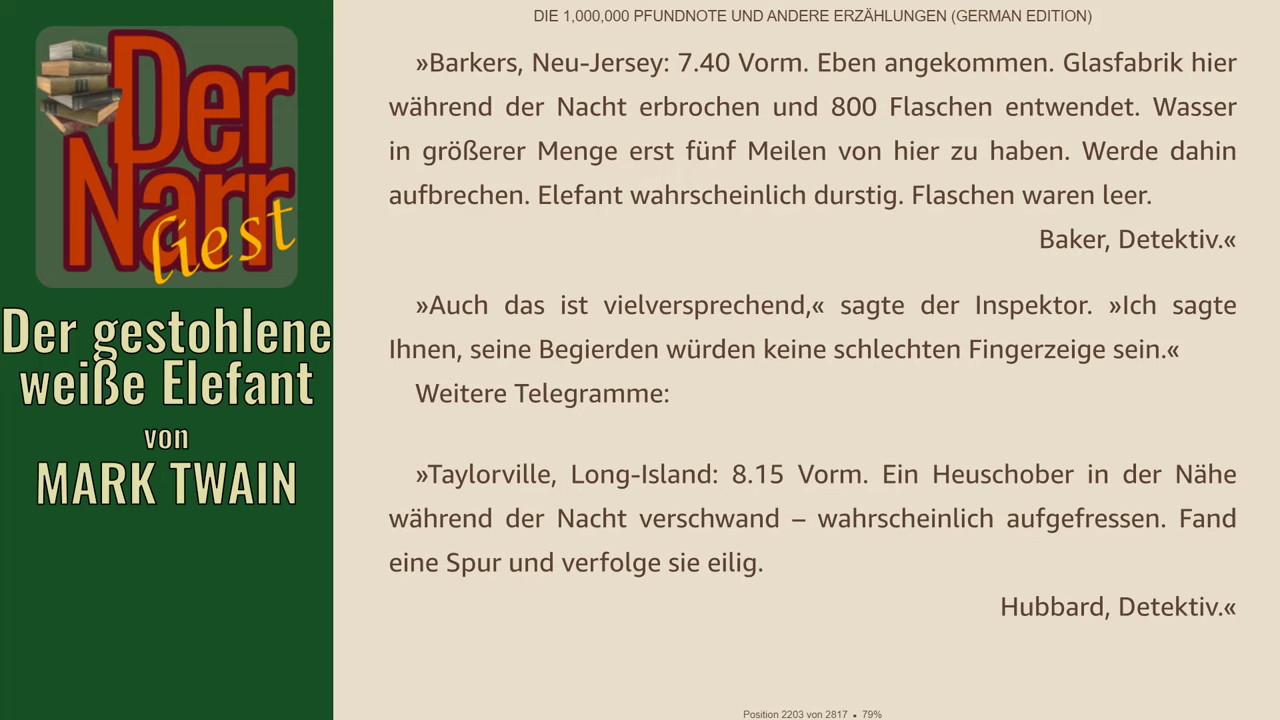 Der
Narr
liest
Der gestohlene
weiße Elefant
von
MARK TWAIN
DIE 1,000,000 PFUNDNOTE UND ANDERE ERZÄHLUNGEN (GERMAN EDITION)
»Barkers, Neu-Jersey: 7.40 Vorm. Eben angekommen. Glasfabrik hier
während der Nacht erbrochen und 800 Flaschen entwendet. Wasser
in größerer Menge erst fünf Meilen von hier zu haben. Werde dahin
aufbrechen. Elefant wahrscheinlich durstig. Flaschen waren leer.
Baker, Detektiv.«
»Auch das ist vielversprechend,« sagte der Inspektor. »Ich sagte
Ihnen, seine Begierden würden keine schlechten Fingerzeige sein.«
Weitere Telegramme:
»Taylorville, Long-Island: 8.15 Vorm. Ein Heuschober in der Nähe
während der Nacht verschwand – wahrscheinlich aufgefressen. Fand
eine Spur und verfolge sie eilig.
Hubbard, Detektiv.«
Position 2203 von 2817 • 79%